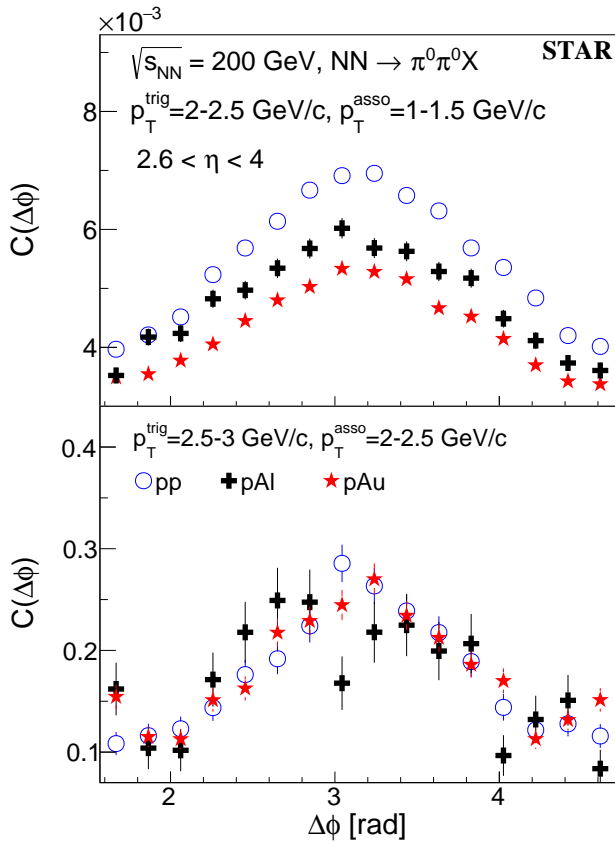 ×10⁻³
√s_NN = 200 GeV, NN → π⁰π⁰X
STAR
p_T^trig=2-2.5 GeV/c, p_T^asso=1-1.5 GeV/c
2.6 < η < 4
C(Δϕ)
8
6
4
p_T^trig=2.5-3 GeV/c, p_T^asso=2-2.5 GeV/c
pp pAl pAu
C(Δϕ)
0.4
0.3
0.2
0.1
2 3 4
Δϕ [rad]